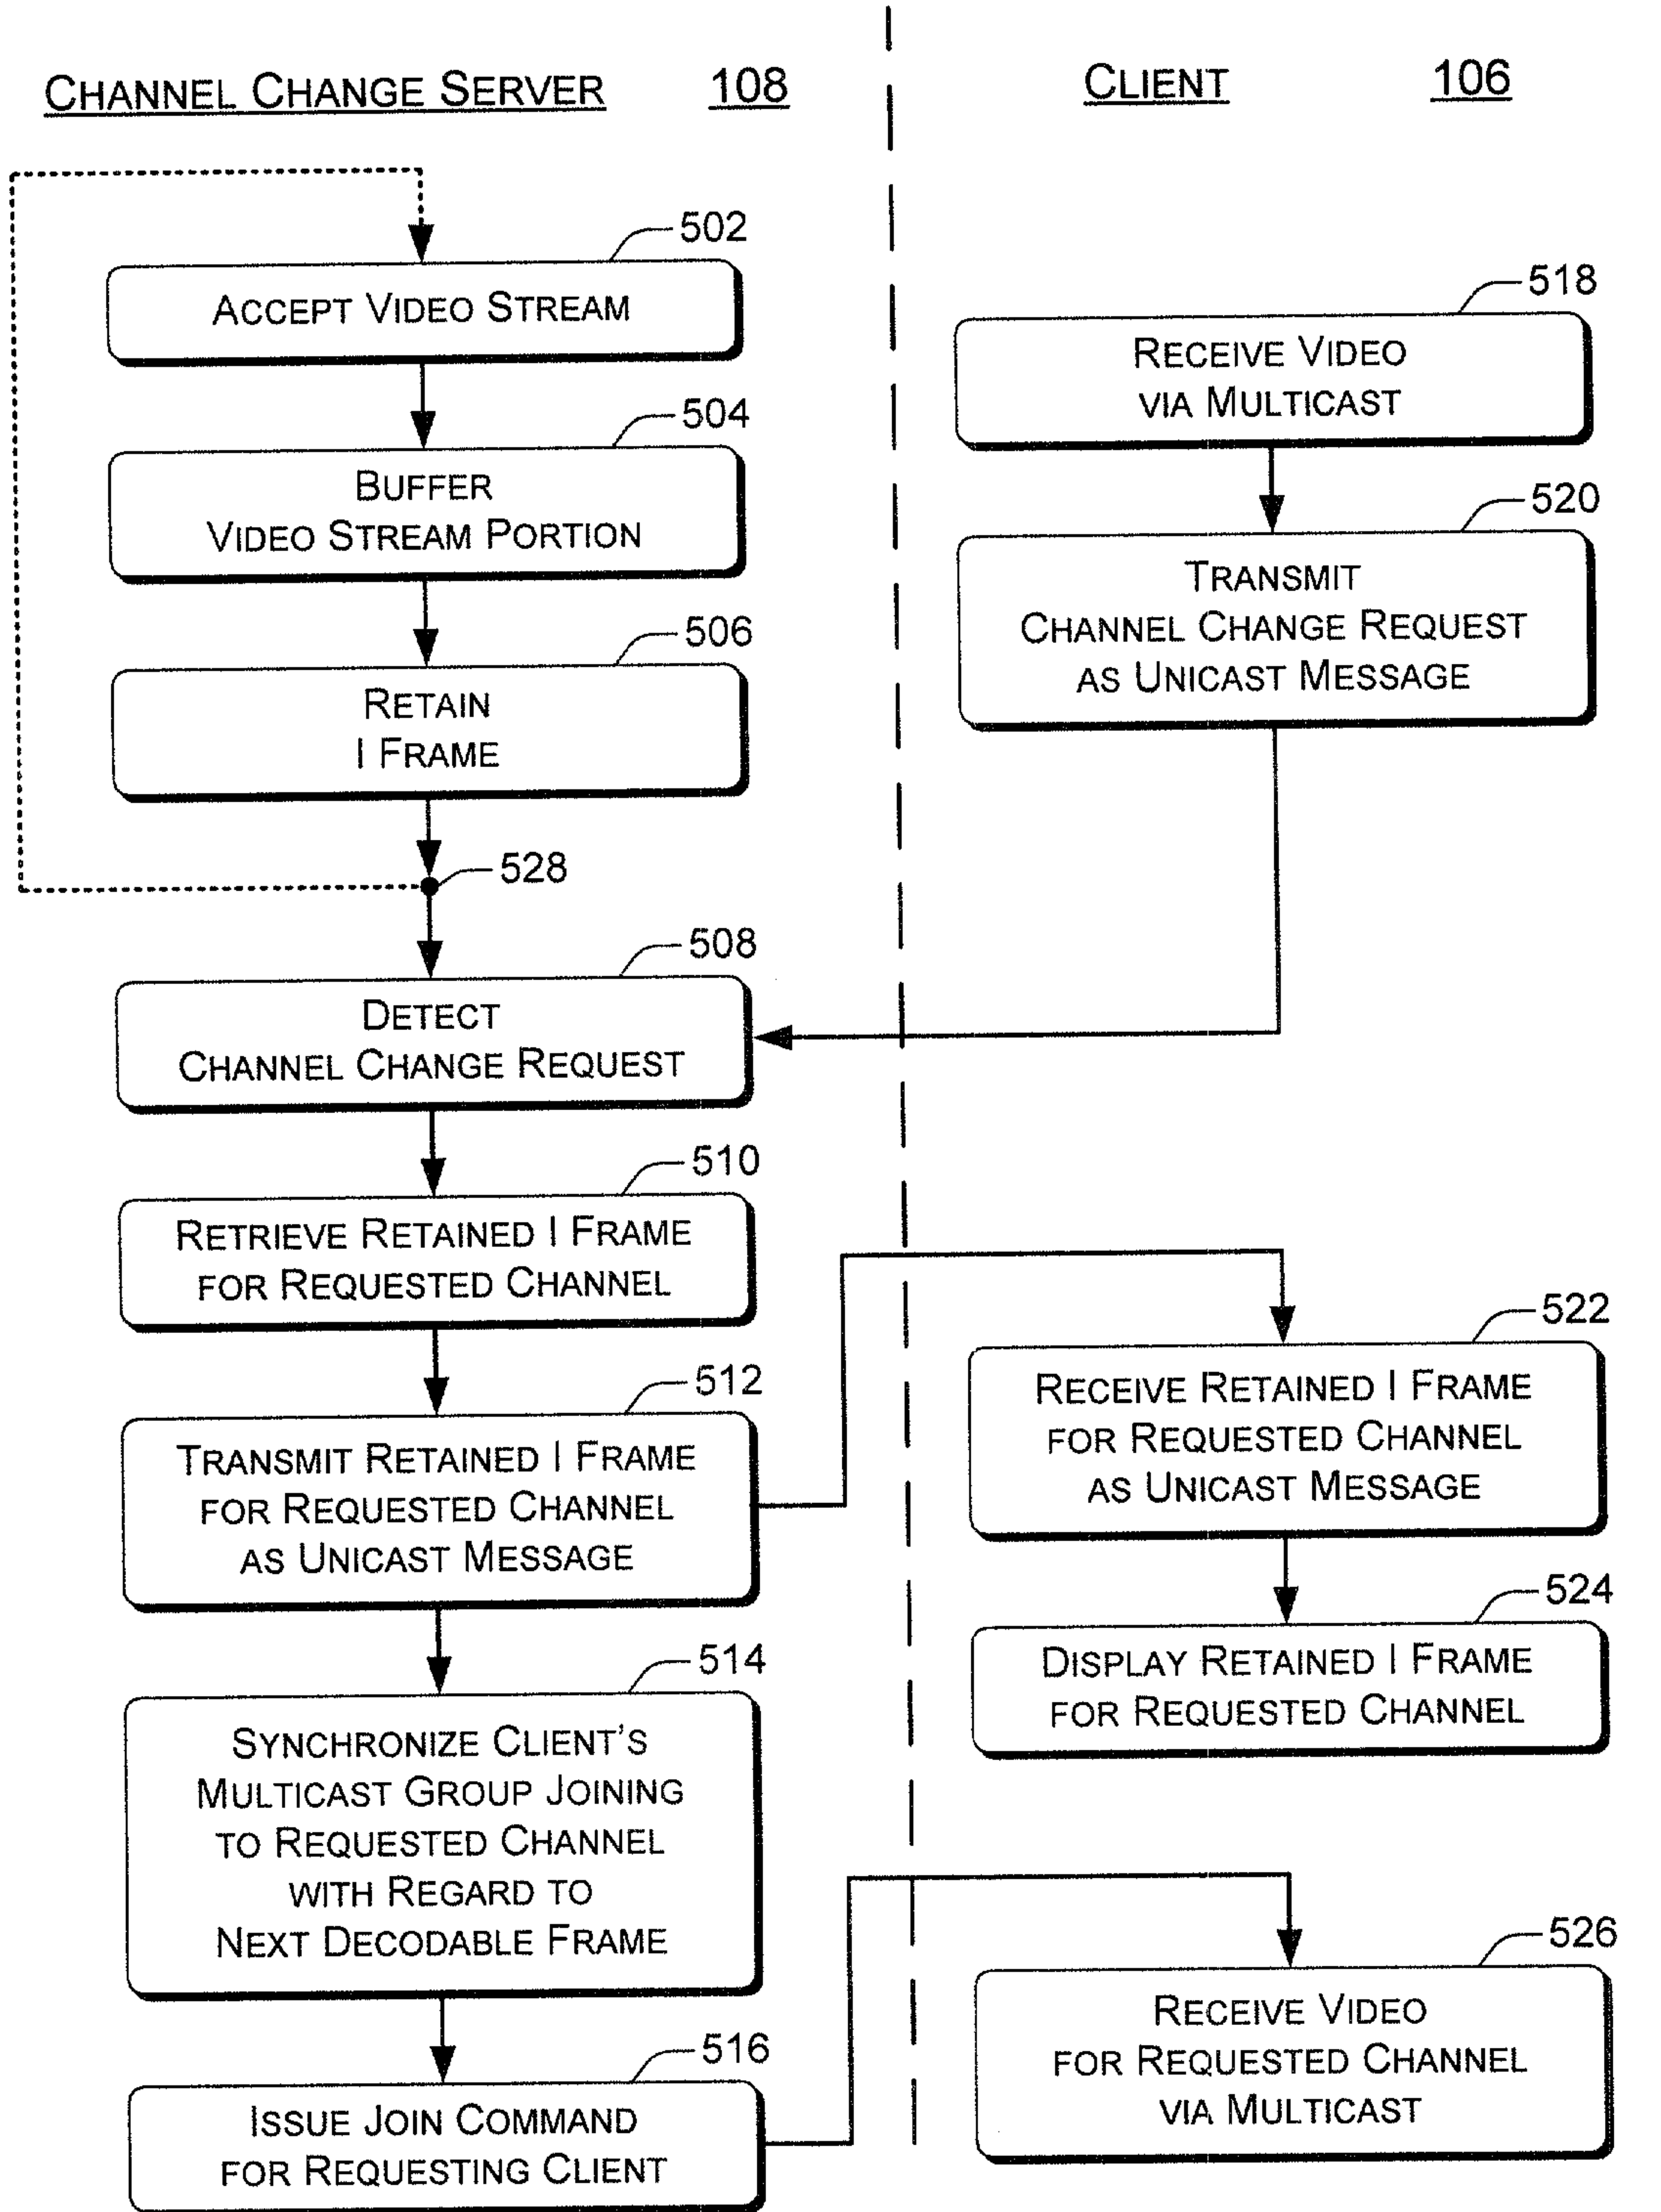 CHANNEL CHANGE SERVER 108
502
ACCEPT VIDEO STREAM
504
BUFFER
VIDEO STREAM PORTION
506
RETAIN
I FRAME
528
508
DETECT
CHANNEL CHANGE REQUEST
510
RETRIEVE RETAINED I FRAME
FOR REQUESTED CHANNEL
512
TRANSMIT RETAINED I FRAME
FOR REQUESTED CHANNEL
AS UNICAST MESSAGE
514
SYNCHRONIZE CLIENT'S
MULTICAST GROUP JOINING
TO REQUESTED CHANNEL
WITH REGARD TO
NEXT DECODABLE FRAME
516
ISSUE JOIN COMMAND
FOR REQUESTING CLIENT
CLIENT 106
518
RECEIVE VIDEO
VIA MULTICAST
520
TRANSMIT
CHANNEL CHANGE REQUEST
AS UNICAST MESSAGE
522
RECEIVE RETAINED I FRAME
FOR REQUESTED CHANNEL
AS UNICAST MESSAGE
524
DISPLAY RETAINED I FRAME
FOR REQUESTED CHANNEL
526
RECEIVE VIDEO
FOR REQUESTED CHANNEL
VIA MULTICAST